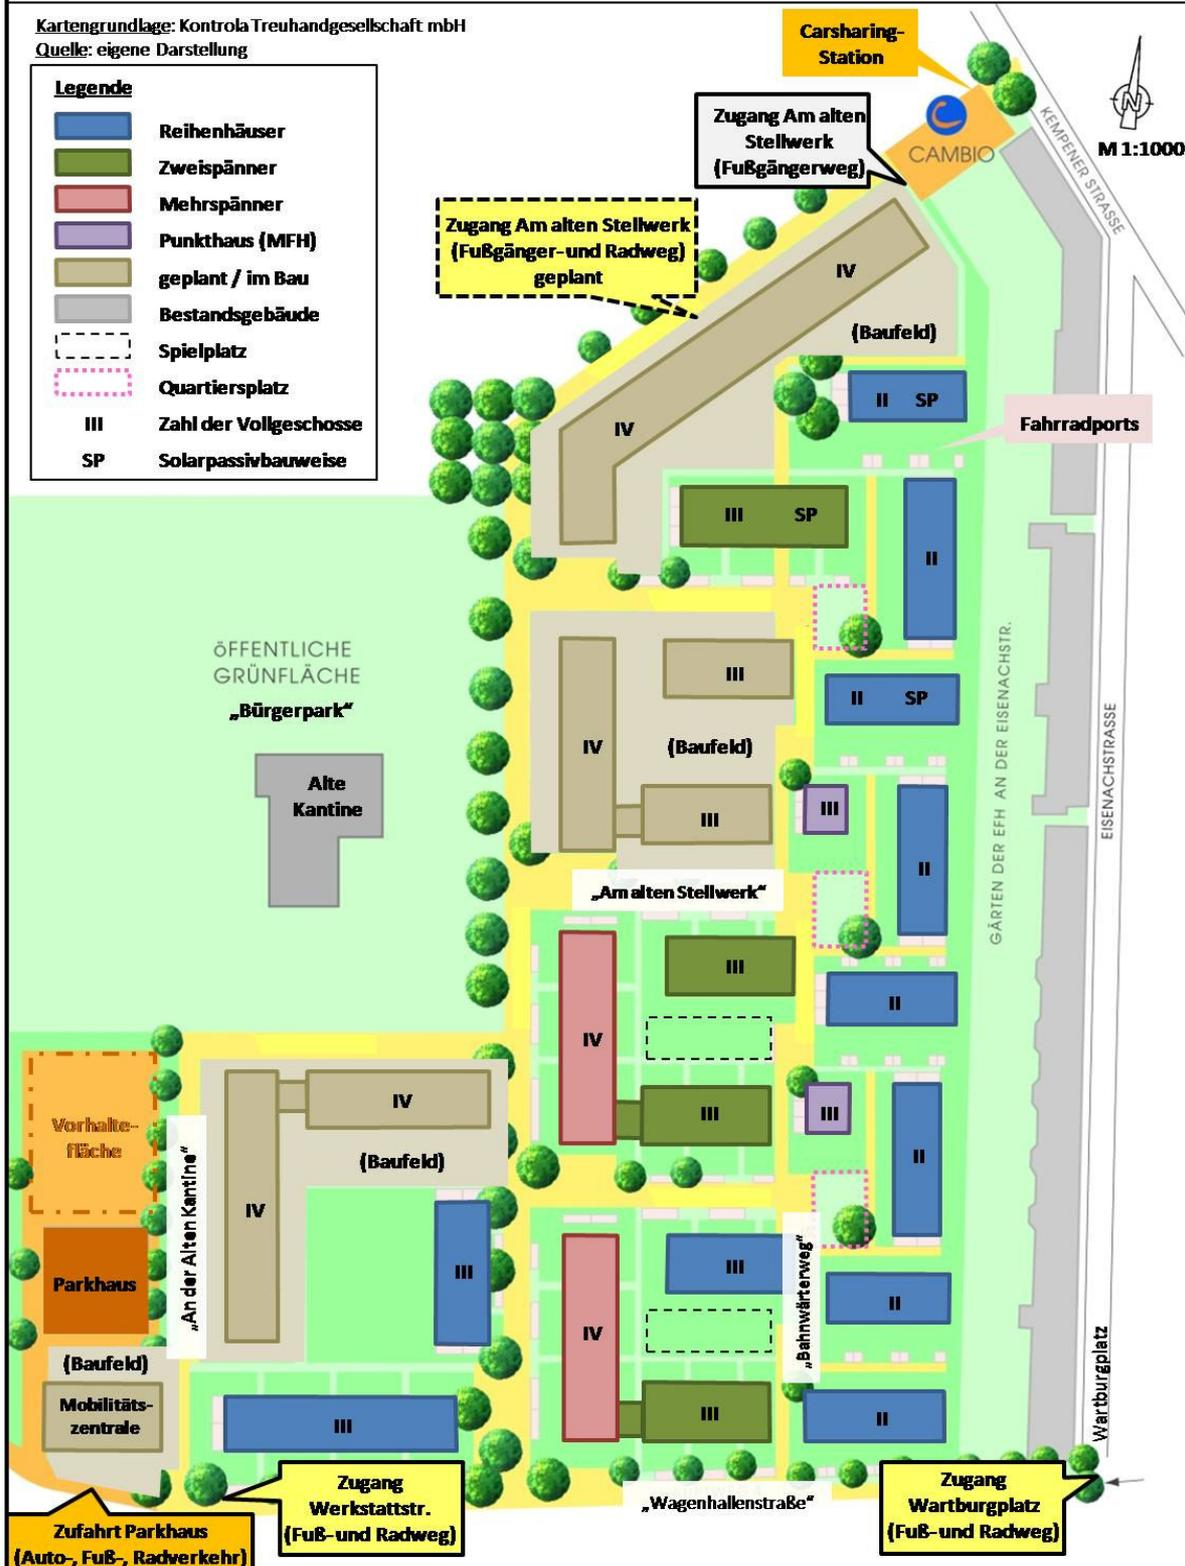 Kartengrundlage: Kontrola Treuhandgesellschaft mbH
Quelle: eigene Darstellung
Legende
Reihenhäuser
Zweispänner
Mehrspänner
Punkthaus (MFH)
geplant / im Bau
Bestandsgebäude
Spielplatz
Quartiersplatz
III Zahl der Vollgeschosse
SP Solarpassivbauweise
Carsharing-
Station
CAMBIO
N
M 1:1000
KEMPENER STRASSE
Zugang Am alten
Stellwerk
(Fußgängerweg)
Zugang Am alten Stellwerk
(Fußgänger-und Radweg)
geplant
IV
(Baufeld)
IV
II SP
Fahrradports
III SP
II
ÖFFENTLICHE
GRÜNFLÄCHE
„Bürgerpark“
Alte
Kantine
III
IV
(Baufeld)
III
II SP
III
II
GÄRTEN DER EFH AN DER EISENACHSTR.
EISENACHSTRASSE
„Am alten Stellwerk“
III
IV
III
II
III
II
Vorhalte-
fläche
„An der Alten Kantine“
IV
(Baufeld)
IV
III
Parkhaus
(Baufeld)
Mobilitäts-
zentrale
III
III
IV
III
„Bahnwärterweg“
II
II
Wartburgplatz
Zufahrt Parkhaus
(Auto-, Fuß-, Radverkehr)
Zugang
Werkstattstr.
(Fuß-und Radweg)
„Wagenhallenstraße“
Zugang
Wartburgplatz
(Fuß-und Radweg)